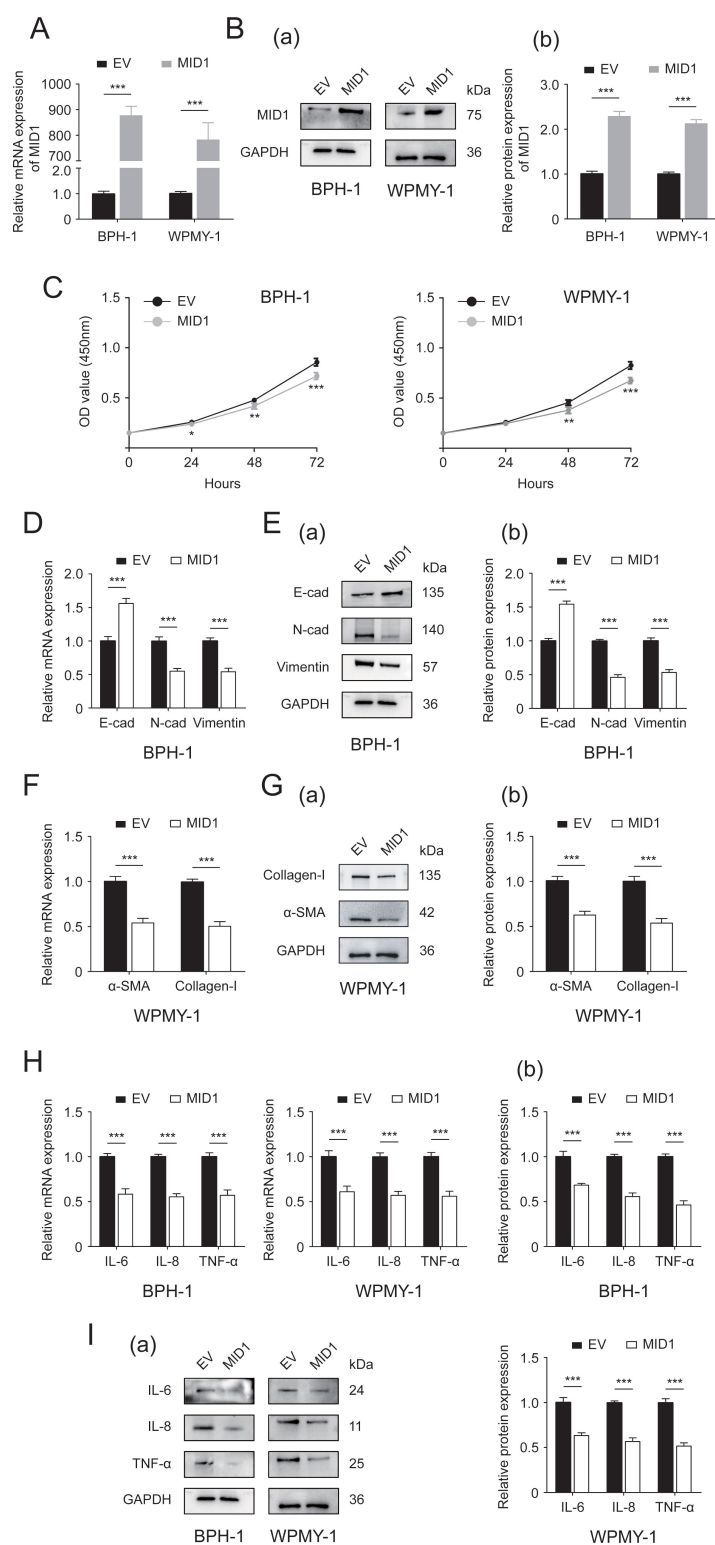 A
EV MID1
Relative mRNA expression
of MID1
1000
900
800
700
2.0
1.0
0
***
***
BPH-1 WPMY-1
B
(a)
EV MID1 EV MID1 kDa
MID1 75
GAPDH 36
BPH-1 WPMY-1
(b)
EV MID1
Relative protein expression
of MID1
3.0
2.0
1.0
0
***
***
BPH-1 WPMY-1
C
BPH-1
EV
MID1
OD value (450nm)
1.5
1.0
0.5
*
**
***
0 24 48 72
Hours
WPMY-1
EV
MID1
OD value (450nm)
1.5
1.0
0.5
**
***
0 24 48 72
Hours
D
EV MID1
Relative mRNA expression
2.0
1.5
1.0
0.5
0
***
***
***
E-cad N-cad Vimentin
BPH-1
E
(a)
EV MID1 kDa
E-cad 135
N-cad 140
Vimentin 57
GAPDH 36
BPH-1
(b)
EV MID1
Relative protein expression
2.0
1.5
1.0
0.5
0
***
***
***
E-cad N-cad Vimentin
BPH-1
F
EV MID1
Relative mRNA expression
1.5
1.0
0.5
0
***
***
α-SMA Collagen-I
WPMY-1
G
(a)
EV MID1 kDa
Collagen-I 135
α-SMA 42
GAPDH 36
WPMY-1
(b)
EV MID1
Relative protein expression
1.5
1.0
0.5
0
***
***
α-SMA Collagen-I
WPMY-1
H
EV MID1
Relative mRNA expression
1.5
1.0
0.5
0
***
***
***
IL-6 IL-8 TNF-α
BPH-1
EV MID1
Relative mRNA expression
1.5
1.0
0.5
0
***
***
***
IL-6 IL-8 TNF-α
WPMY-1
(b)
EV MID1
Relative protein expression
1.5
1.0
0.5
0
***
***
***
IL-6 IL-8 TNF-α
BPH-1
I
(a)
EV MID1 EV MID1 kDa
IL-6 24
IL-8 11
TNF-α 25
GAPDH 36
BPH-1 WPMY-1
EV MID1
Relative protein expression
1.5
1.0
0.5
0
***
***
***
IL-6 IL-8 TNF-α
WPMY-1